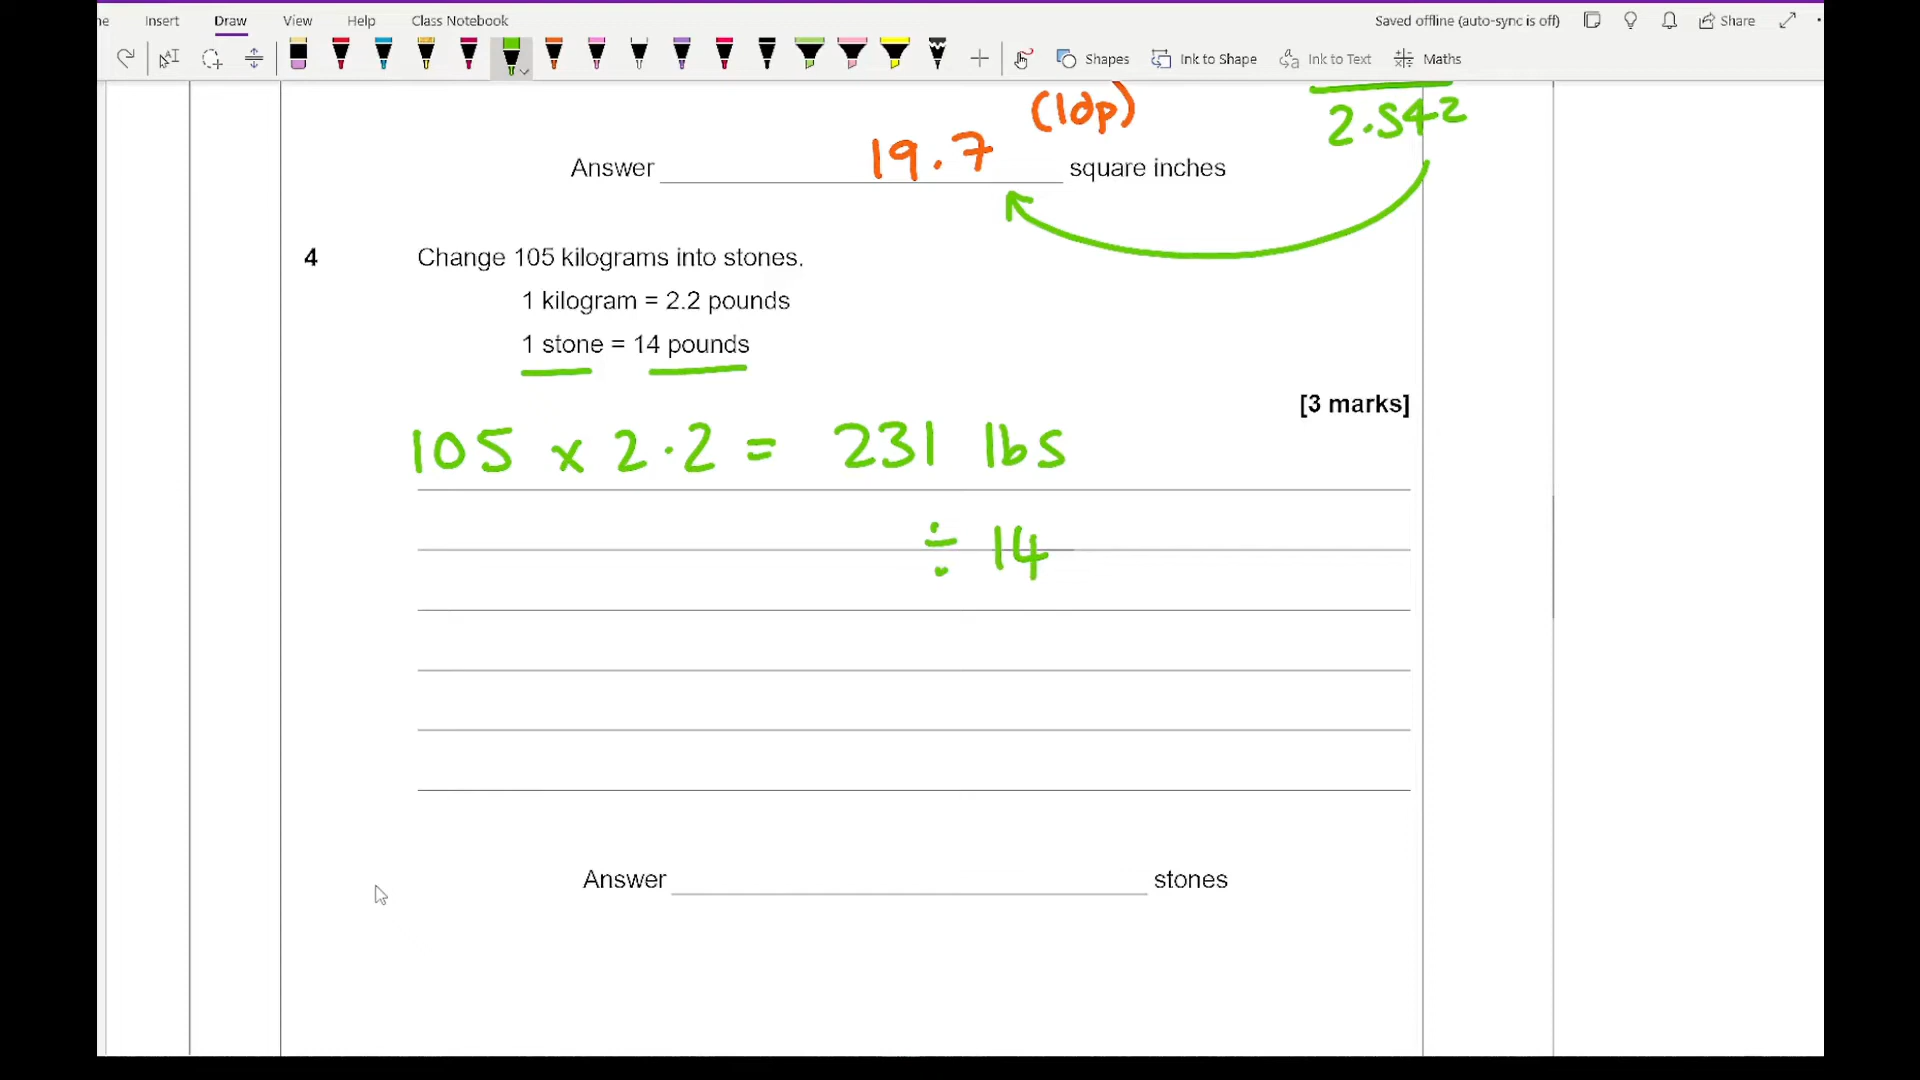 Insert Draw View Help Class Notebook Saved offline (auto-sync is off) Share
Shapes Ink to Shape Ink to Text Maths
(1dp)
2.542
Answer 19.7 square inches
4 Change 105 kilograms into stones.
1 kilogram = 2.2 pounds
1 stone = 14 pounds
[3 marks]
105 x 2.2 = 231 lbs
÷ 14
Answer stones